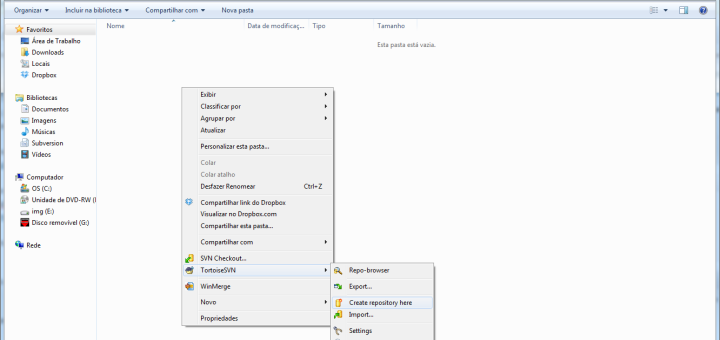 Organizar Incluir na biblioteca Compartilhar com Nova pasta
Nome Data de modificaç... Tipo Tamanho
Esta pasta está vazia.
Favoritos
Área de Trabalho
Downloads
Locais
Dropbox
Bibliotecas
Documentos
Imagens
Músicas
Subversion
Vídeos
Computador
OS (C:)
Unidade de DVD-RW (
img (E:)
Disco removível (G:)
Rede
Exibir
Classificar por
Agrupar por
Atualizar
Personalizar esta pasta...
Colar
Colar atalho
Desfazer Renomear Ctrl+Z
Compartilhar link do Dropbox
Visualizar no Dropbox.com
Compartilhar esta pasta...
Compartilhar com
SVN Checkout...
TortoiseSVN
WinMerge
Novo
Propriedades
Repo-browser
Export...
Create repository here
Import...
Settings